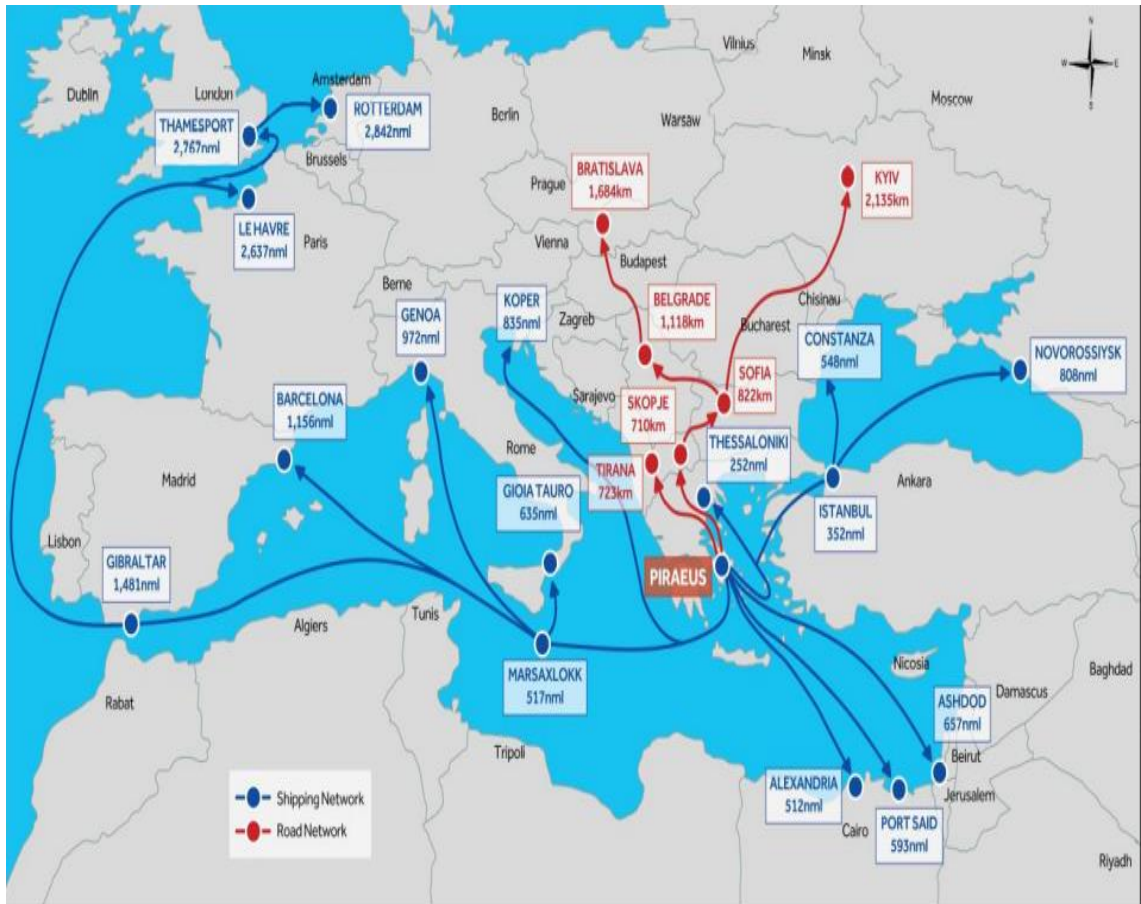 Vilnius
Minsk
Dublin
London
Amsterdam
Moscow
ROTTERDAM
2,842nml
Berlin
Warsaw
THAMESPORT
2,767nml
Brussels
BRATISLAVA
1,684km
KYIV
2,135km
Prague
LE HAVRE
2,637nml
Paris
Vienna
Budapest
Berne
KOPER
835nml
Zagreb
BELGRADE
1,118km
Chisinau
Bucharest
GENOA
972nml
CONSTANZA
548nml
NOVOROSSIYSK
808nml
SOFIA
822km
BARCELONA
1,156nml
Sarajevo
SKOPJE
710km
THESSALONIKI
252nml
Rome
Madrid
TIRANA
723km
Ankara
GIOIA TAURO
635nml
ISTANBUL
352nml
Lisbon
GIBRALTAR
1,481nml
PIRAEUS
Algiers
Tunis
Nicosia
Baghdad
Rabat
MARSAXLOKK
517nml
Damascus
ASHDOD
657nml
Tripoli
Beirut
ALEXANDRIA
512nml
Jerusalem
Shipping Network
Road Network
Cairo
PORT SAID
593nml
Riyadh
N
W
E
S